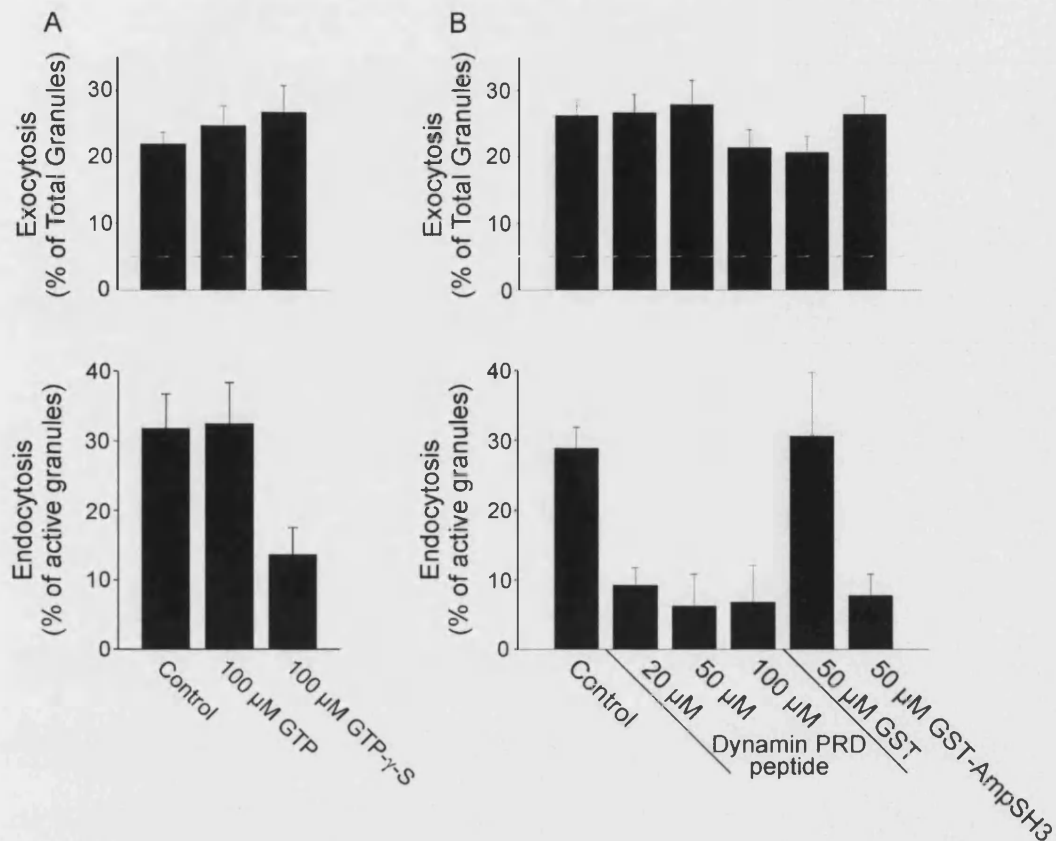 A
Exocytosis
(% of Total Granules)
30
20
10
0
Endocytosis
(% of active granules)
40
30
20
10
0
Control
100 µM GTP
100 µM GTP-γ-S
B
Exocytosis
(% of Total Granules)
30
20
10
0
Endocytosis
(% of active granules)
40
30
20
10
0
Control
20 µM
50 µM
100 µM
Dynamin PRD
peptide
50 µM GST
50 µM GST-AmpSH3